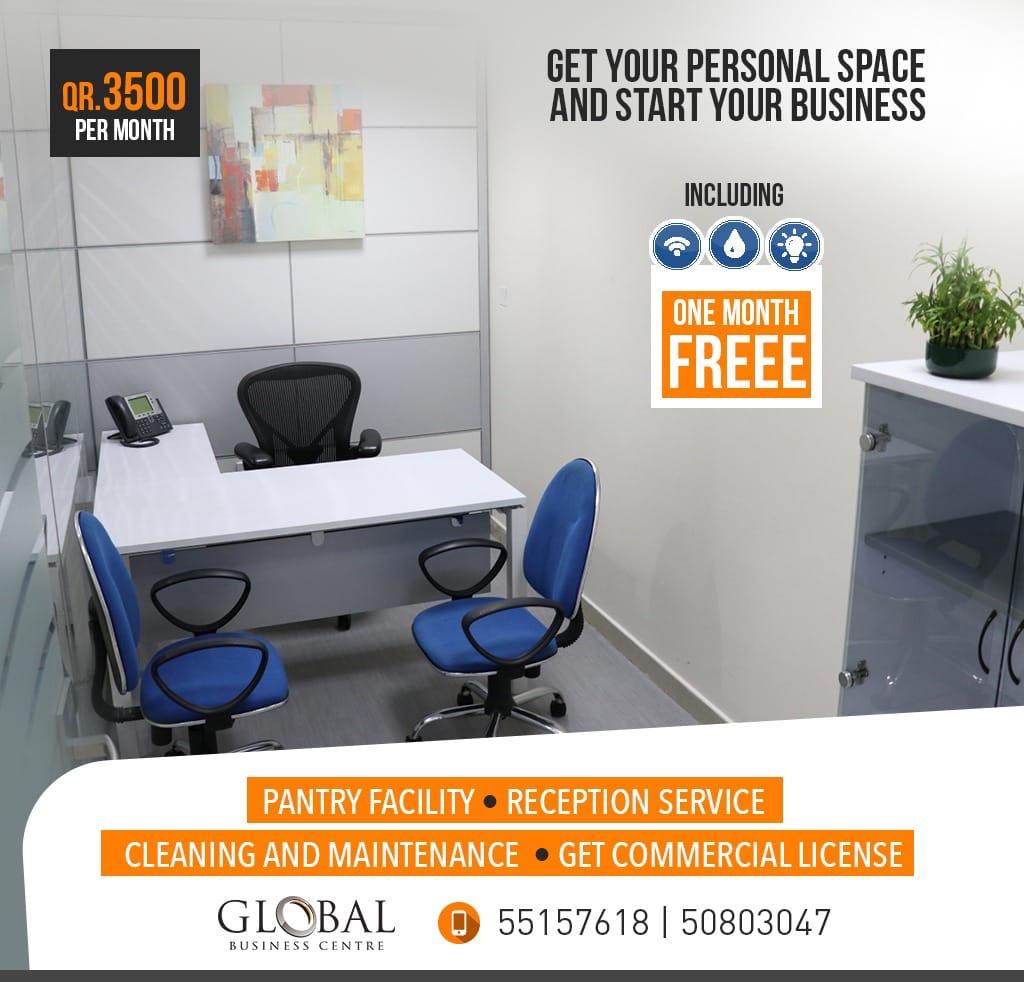 QR.3500
PER MONTH
GET YOUR PERSONAL SPACE
AND START YOUR BUSINESS
INCLUDING
ONE MONTH
FREEE
PANTRY FACILITY • RECEPTION SERVICE
CLEANING AND MAINTENANCE • GET COMMERCIAL LICENSE
GLOBAL
BUSINESS CENTRE
55157618 | 50803047